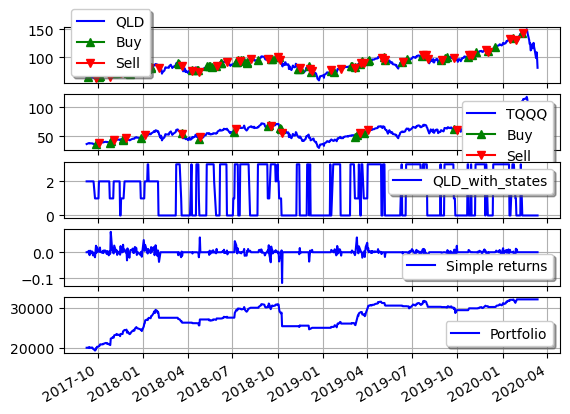 150
100
QLD
Buy
Sell
100
50
TQQQ
Buy
Sell
2
0
QLD_with_states
0.0
−0.1
Simple returns
30000
20000
Portfolio
2017-10
2018-01
2018-04
2018-07
2018-10
2019-01
2019-04
2019-07
2019-10
2020-01
2020-04